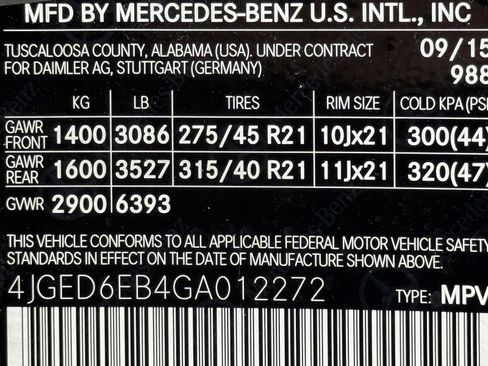 MFD BY MERCEDES-BENZ U.S. INTL., INC
TUSCALOOSA COUNTY, ALABAMA (USA). UNDER CONTRACT 09/15
FOR DAIMLER AG, STUTTGART (GERMANY) 988
KG LB TIRES RIM SIZE COLD KPA (PSI
GAWR FRONT 1400 3086 275/45 R21 10Jx21 300(44)
GAWR REAR 1600 3527 315/40 R21 11Jx21 320(47)
GVWR 2900 6393
THIS VEHICLE CONFORMS TO ALL APPLICABLE FEDERAL MOTOR VEHICLE SAFETY
STANDARDS IN EFFECT ON THE DATE OF MANUFACTURE SHOWN ABOVE.
4JGED6EB4GA012272 TYPE: MPV